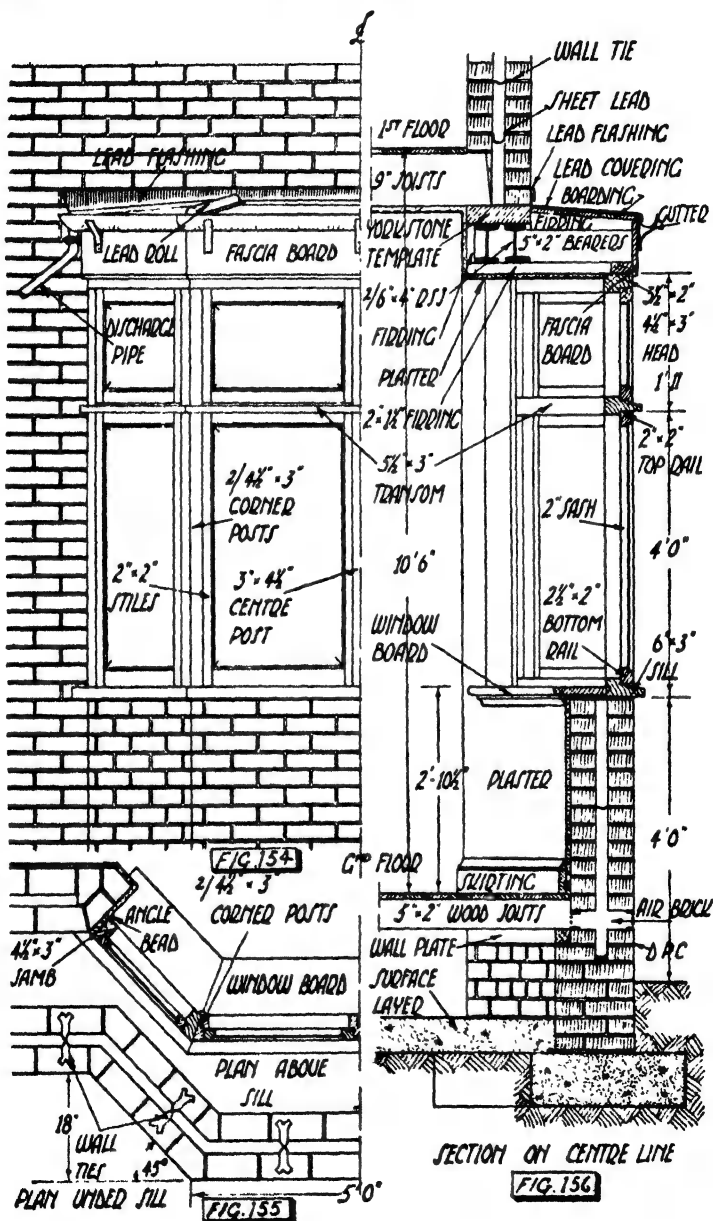 ℄
WALL TIE
SHEET LEAD
1ST FLOOR
LEAD FLASHING
LEAD FLASHING
9" JOISTS
LEAD COVERING
BOARDING
GUTTER
FIRRING
YORKSTONE
TEMPLATE
5"×2" BEARERS
LEAD ROLL
FASCIA BOARD
2/6"×4" RSJ
3½"×2"
DISCHARGE
PIPE
FIRDING
FASCIA
BOARD
4½"×3"
HEAD
PLASTER
1' 11
2"×1½" FIRDING
2"×2"
TOP RAIL
5½"×3"
TRANSOM
2/4½"×3"
CORNER
POSTS
2" SASH
10'6"
4'0"
2"×2"
STILES
3"×4½"
CENTRE
POST
2½"×2"
BOTTOM
RAIL
WINDOW
BOARD
6"×3"
SILL
2'-10½"
PLASTER
4'0"
FIG. 154
GND FLOOR
SKIRTING
2/4½"×3"
CORNER POSTS
ANGLE
BEAD
5"×2" WOOD JOISTS
AIR BRICK
4½"×3"
JAMB
WALL PLATE
D.P.C
WINDOW BOARD
SURFACE
LAYER
PLAN ABOVE
SILL
18"
WALL
TIES
45°
SECTION ON CENTRE LINE
PLAN UNDER SILL
FIG. 155
5'0"
FIG. 156